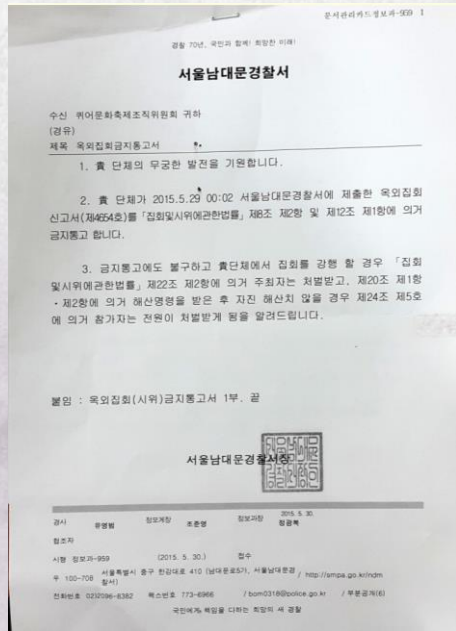 문서관리카드정보과-959 1
경찰 70년, 국민과 함께! 희망찬 미래!
서울남대문경찰서
수신 퀴어문화축제조직위원회 귀하
(경유)
제목 옥외집회금지통고서
1. 貴 단체의 무궁한 발전을 기원합니다.
2. 貴 단체가 2015.5.29 00:02 서울남대문경찰서에 제출한 옥외집회
신고서(제4654호)를「집회및시위에관한법률」제8조 제2항 및 제12조 제1항에 의거
금지통고 합니다.
3. 금지통고에도 불구하고 貴단체에서 집회를 강행 할 경우 「집회
및시위에관한법률」제22조 제2항에 의거 주최자는 처벌받고, 제20조 제1항
·제2항에 의거 해산명령을 받은 후 자진 해산치 않을 경우 제24조 제5호
에 의거 참가자는 전원이 처벌받게 됨을 알려드립니다.
붙임 : 옥외집회(시위)금지통고서 1부. 끝
서울남대문경찰서장
경사 유영범 정보계장 조준영 정보과장 2015. 5. 30. 정광복
협조자
시행 정보과-959 (2015. 5. 30.) 접수
우 100-708 서울특별시 중구 한강대로 410 (남대문로5가, 서울남대문경찰서) / http://smpa.go.kr/ndm
전화번호 02)2096-8362 팩스번호 773-6966 / bom0318@police.go.kr / 부분공개(6)
국민에게 책임을 다하는 희망의 새 경찰